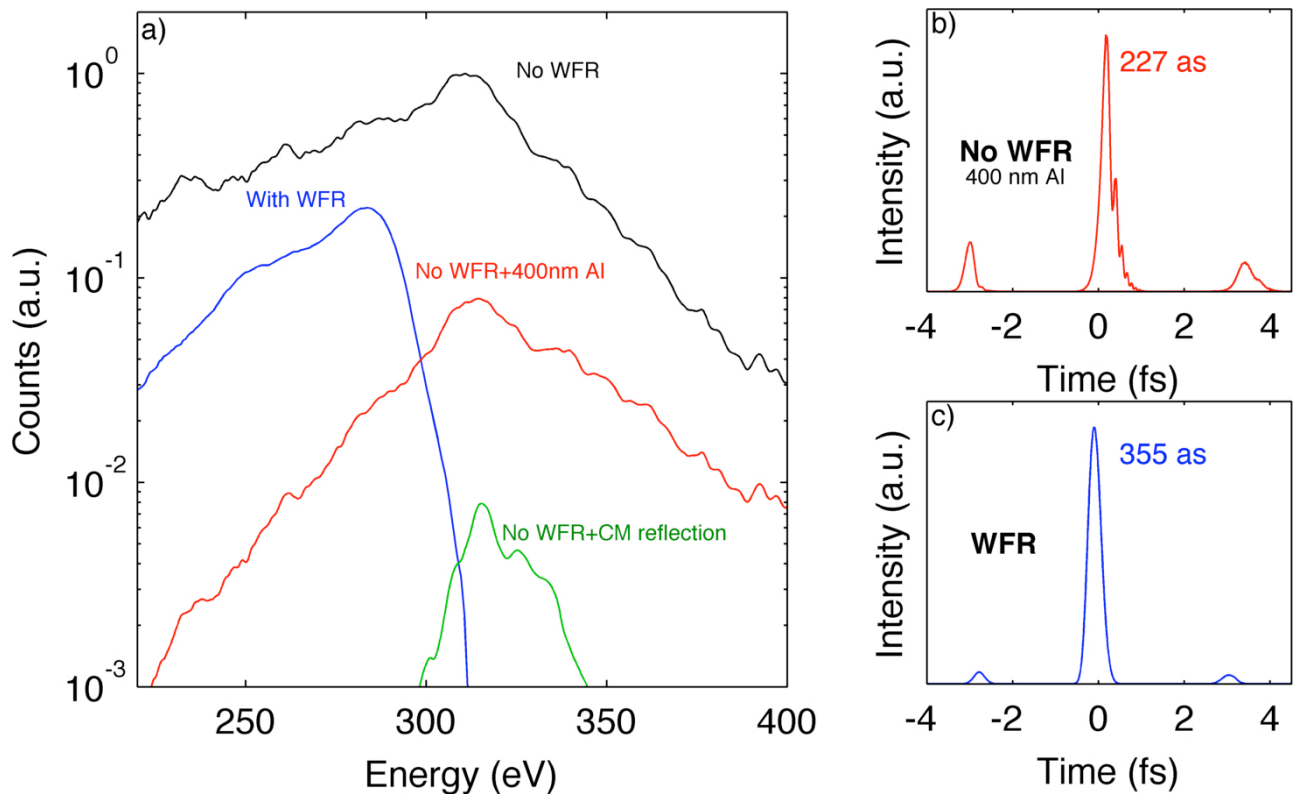 a)
10⁰
10⁻¹
10⁻²
10⁻³
Counts (a.u.)
No WFR
With WFR
No WFR+400nm Al
No WFR+CM reflection
250 300 350 400
Energy (eV)
b)
227 as
No WFR
400 nm Al
Intensity (a.u.)
-4 -2 0 2 4
Time (fs)
c)
355 as
WFR
Intensity (a.u.)
-4 -2 0 2 4
Time (fs)